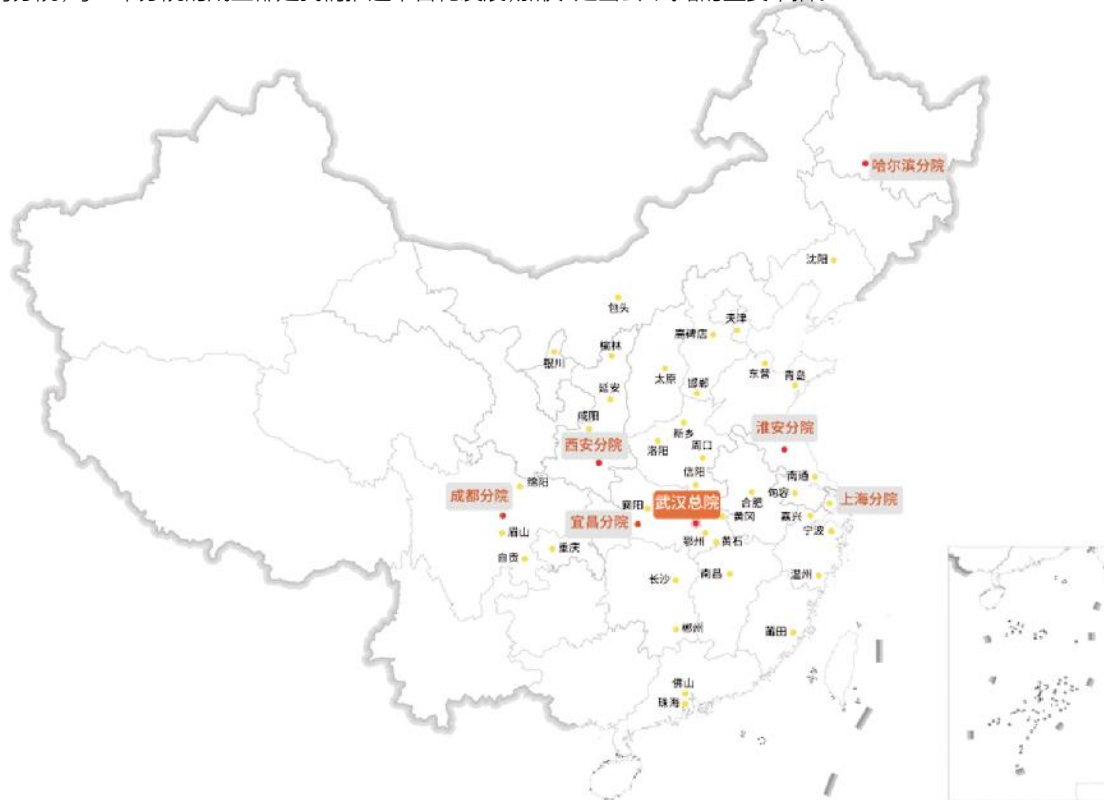 哈尔滨分院
沈阳
包头
天津
高碑店
榆林
银川
太原
东营
青岛
邯郸
延安
咸阳
新乡
淮安分院
西安分院
洛阳
周口
信阳
南通
绵阳
句容
成都分院
上海分院
襄阳
武汉总院
合肥
宜昌分院
黄冈
嘉兴
宁波
眉山
鄂州
黄石
重庆
自贡
长沙
南昌
温州
郴州
莆田
佛山
珠海